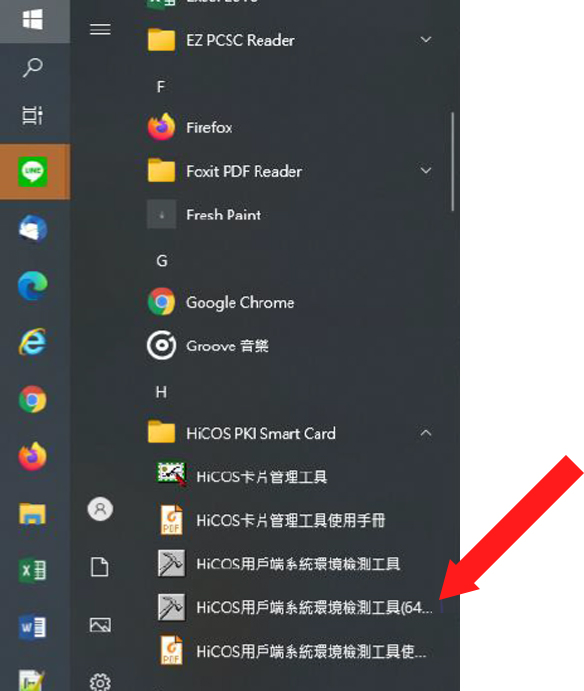 EZ PCSC Reader
F
Firefox
Foxit PDF Reader
Fresh Paint
G
Google Chrome
Groove 音樂
H
HiCOS PKI Smart Card
HiCOS卡片管理工具
HiCOS卡片管理工具使用手冊
HiCOS用戶端系統環境檢測工具
HiCOS用戶端系統環境檢測工具(64...
HiCOS用戶端系統環境檢測工具使...